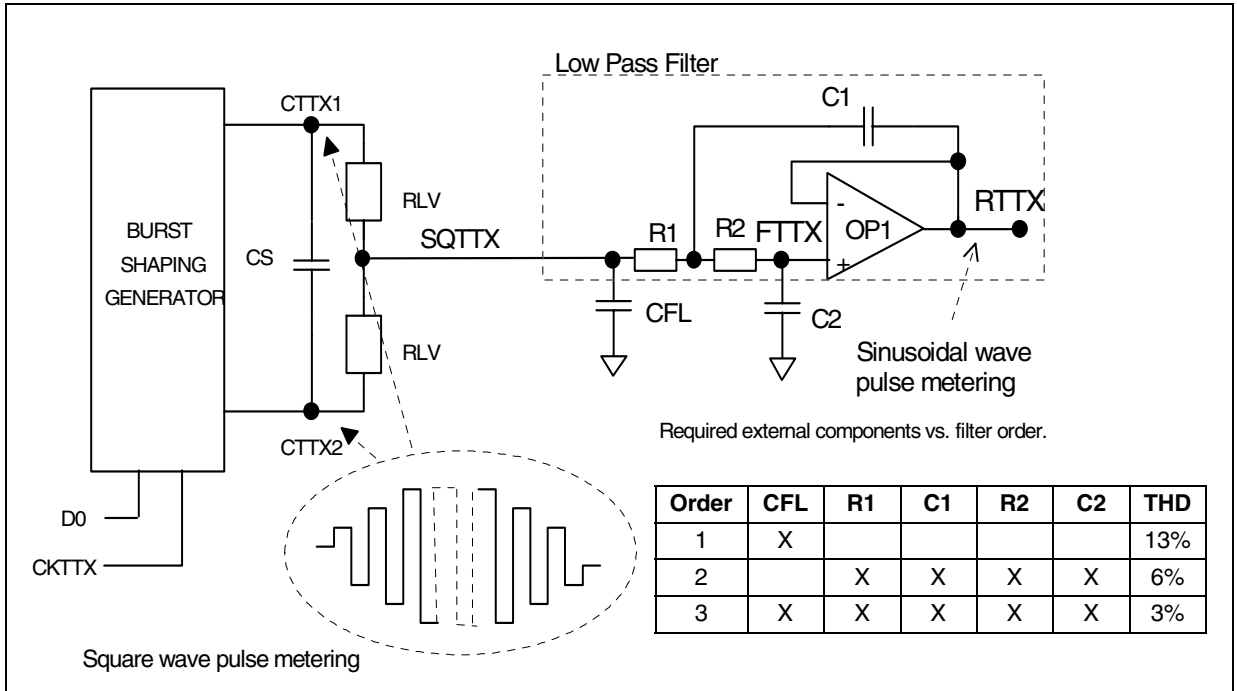 Low Pass Filter
CTTX1
C1
RLV
BURST
SHAPING
GENERATOR
CS
SQTTX
R1
R2
FTTX
-
OP1
+
RTTX
CFL
C2
RLV
Sinusoidal wave
pulse metering
CTTX2
Required external components vs. filter order.
D0
CKTTX
Order CFL R1 C1 R2 C2 THD
1 X 13%
2 X X X X 6%
3 X X X X X 3%
Square wave pulse metering